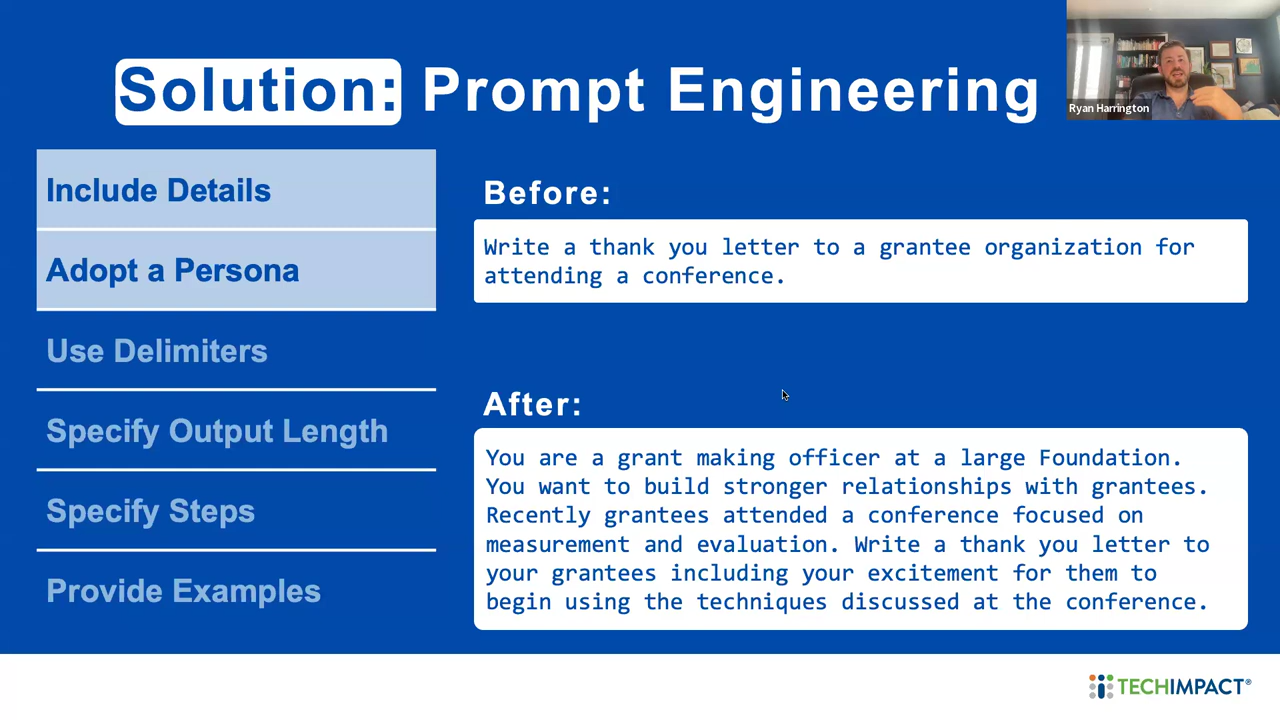 Solution: Prompt Engineering
Ryan Harrington
Include Details
Adopt a Persona
Use Delimiters
Specify Output Length
Specify Steps
Provide Examples
Before:
Write a thank you letter to a grantee organization for
attending a conference.
After:
You are a grant making officer at a large Foundation.
You want to build stronger relationships with grantees.
Recently grantees attended a conference focused on
measurement and evaluation. Write a thank you letter to
your grantees including your excitement for them to
begin using the techniques discussed at the conference.
TECHIMPACT®